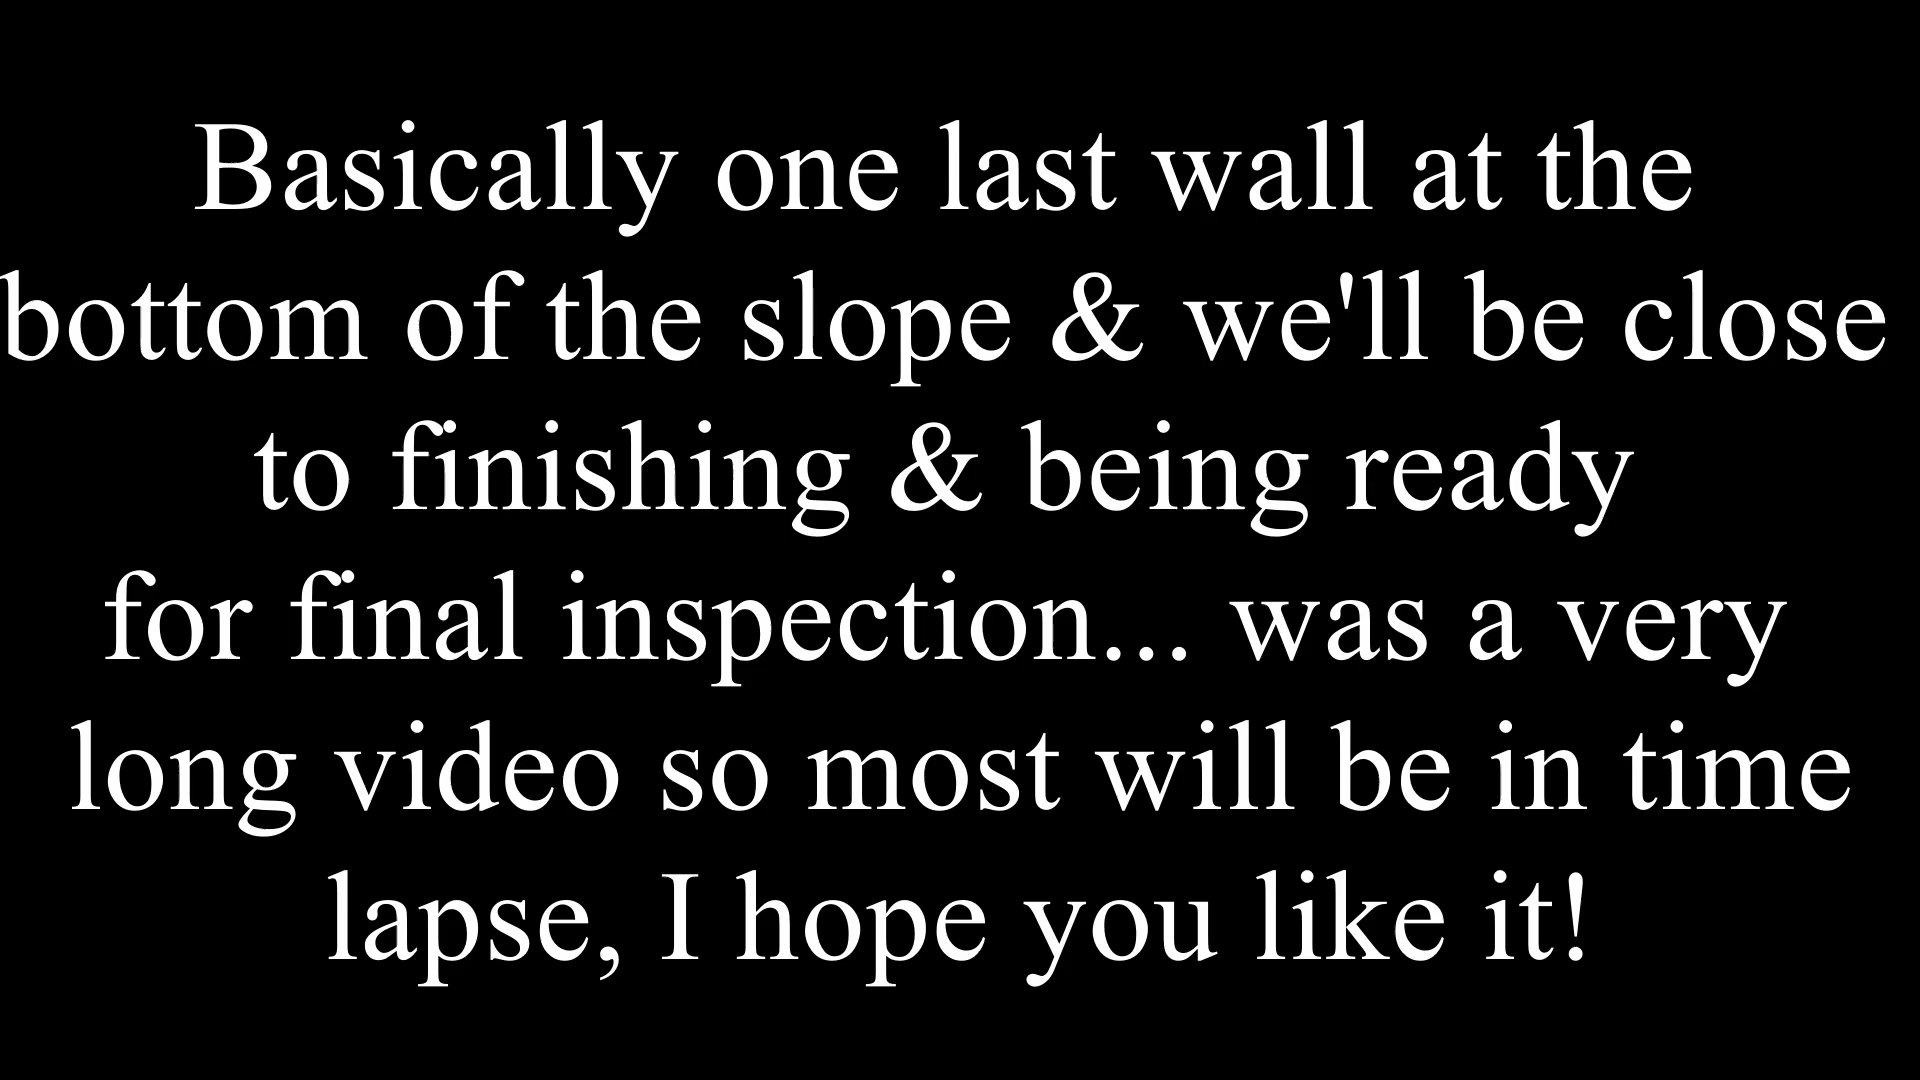 Basically one last wall at the
bottom of the slope & we'll be close
to finishing & being ready
for final inspection... was a very
long video so most will be in time
lapse, I hope you like it!